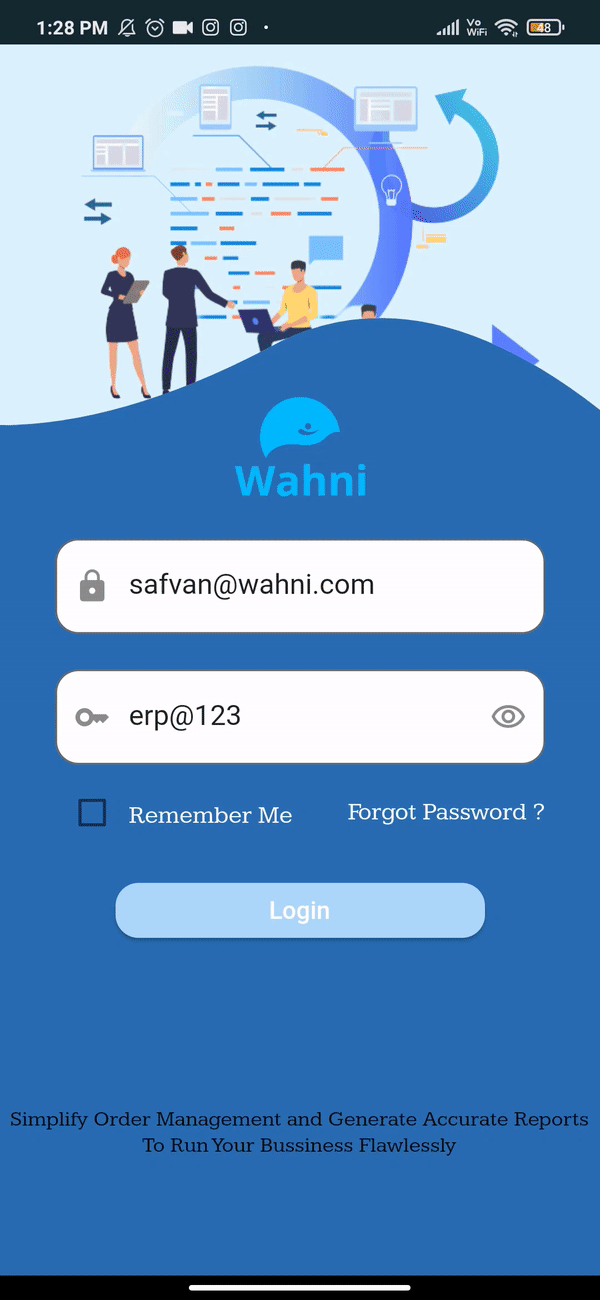 1:28 PM
Vo
WiFi
48
Wahni
safvan@wahni.com
erp@123
Remember Me
Forgot Password ?
Login
Simplify Order Management and Generate Accurate Reports
To Run Your Bussiness Flawlessly